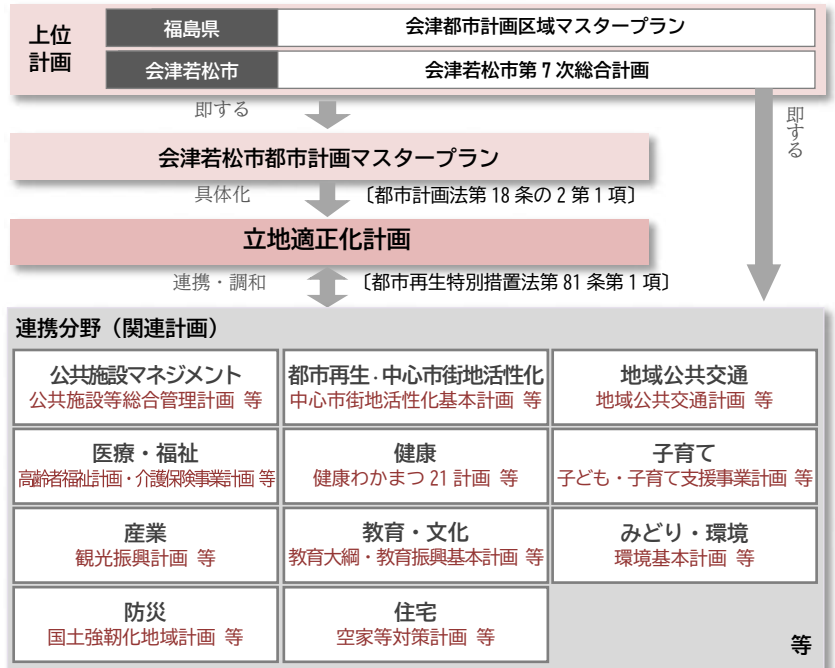 上位
計画
福島県
会津都市計画区域マスタープラン
会津若松市
会津若松市第7次総合計画
即する
即する
会津若松市都市計画マスタープラン
具体化
〔都市計画法第18条の2第1項〕
立地適正化計画
連携・調和
〔都市再生特別措置法第81条第1項〕
連携分野（関連計画）
公共施設マネジメント
公共施設等総合管理計画 等
都市再生・中心市街地活性化
中心市街地活性化基本計画 等
地域公共交通
地域公共交通計画 等
医療・福祉
高齢者福祉計画・介護保険事業計画 等
健康
健康わかまつ21計画 等
子育て
子ども・子育て支援事業計画 等
産業
観光振興計画 等
教育・文化
教育大綱・教育振興基本計画 等
みどり・環境
環境基本計画 等
防災
国土強靭化地域計画 等
住宅
空家等対策計画 等
等